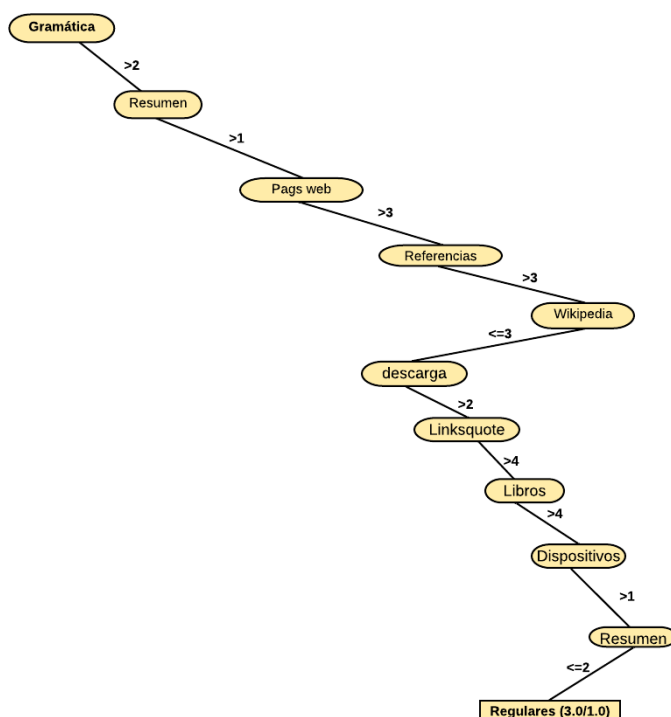 Gramática
>2
Resumen
>1
Pags web
>3
Referencias
>3
Wikipedia
<=3
descarga
>2
Linksquote
>4
Libros
>4
Dispositivos
>1
Resumen
<=2
Regulares (3.0/1.0)